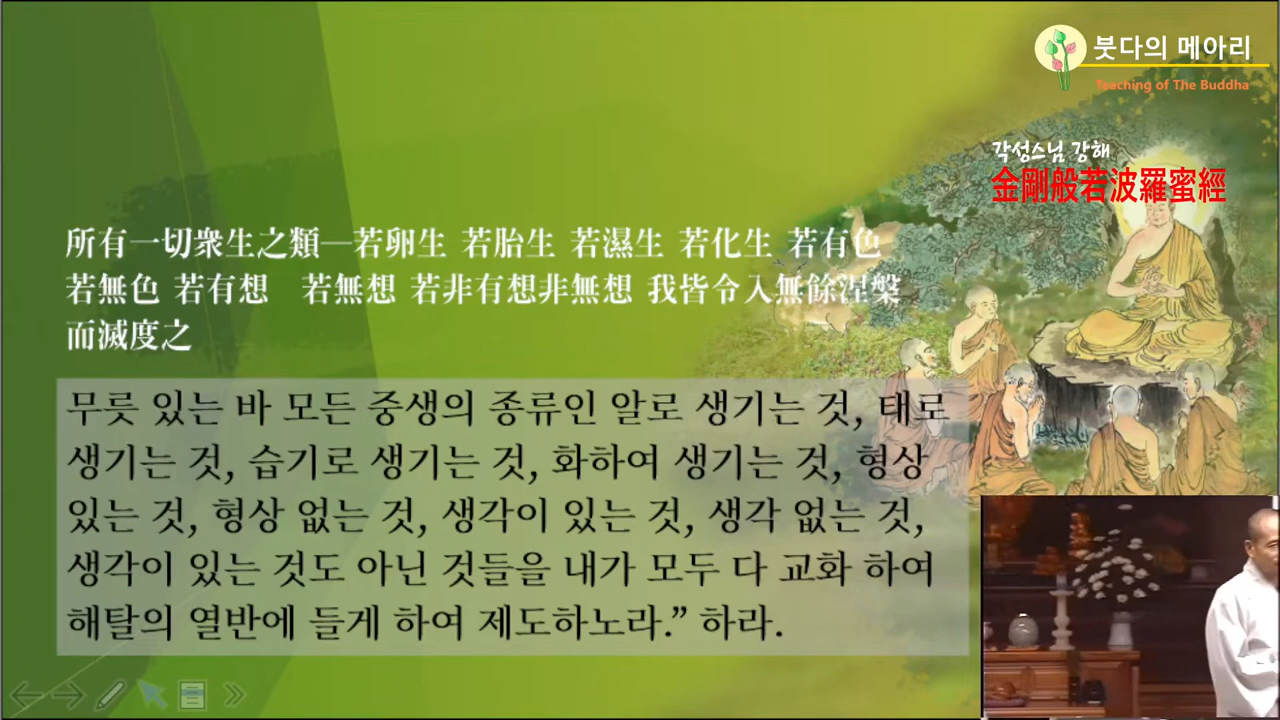 붓다의 메아리
Teaching of The Buddha
각성스님 강해
金剛般若波羅蜜經
所有一切衆生之類─若卵生 若胎生 若濕生 若化生 若有色
若無色 若有想 若無想 若非有想非無想 我皆令入無餘涅槃
而滅度之
무릇 있는 바 모든 중생의 종류인 알로 생기는 것, 태로
생기는 것, 습기로 생기는 것, 화하여 생기는 것, 형상
있는 것, 형상 없는 것, 생각이 있는 것, 생각 없는 것,
생각이 있는 것도 아닌 것들을 내가 모두 다 교화 하여
해탈의 열반에 들게 하여 제도하노라.” 하라.